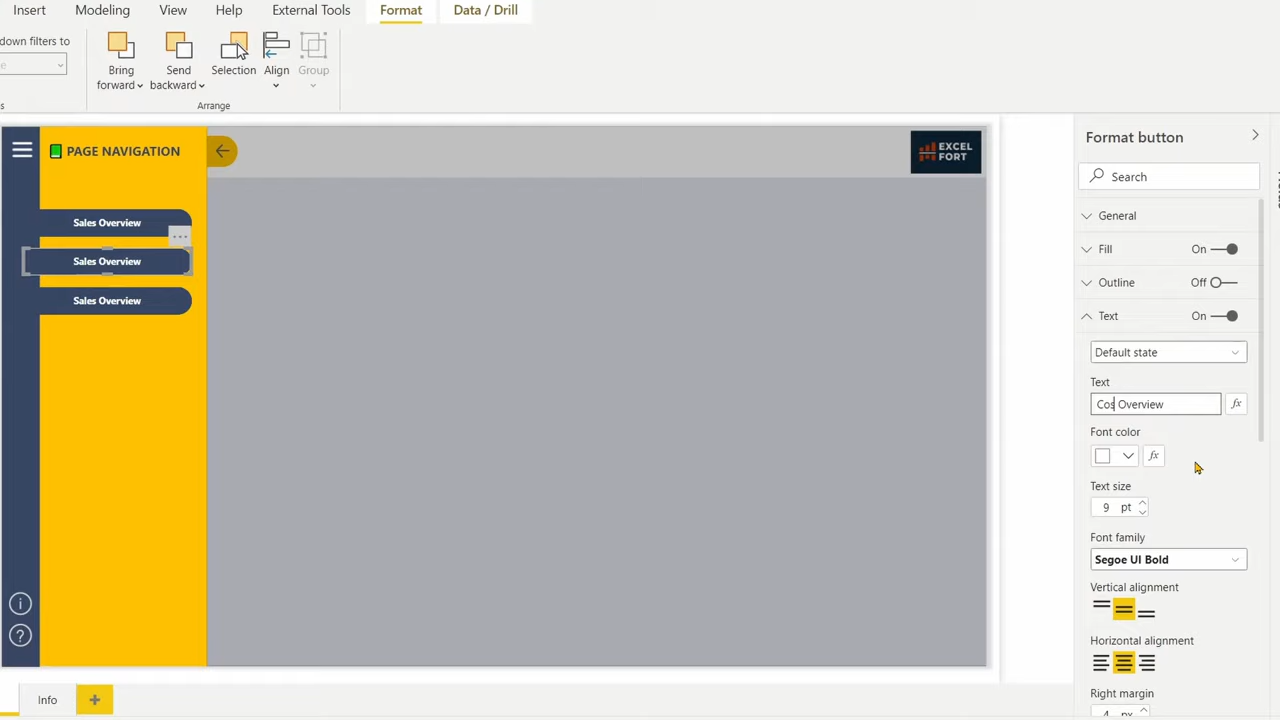 Insert Modeling View Help External Tools Format Data / Drill
down filters to
Bring forward
Send backward
Selection
Align
Group
Arrange
PAGE NAVIGATION
EXCEL
FORT
Sales Overview
Sales Overview
Sales Overview
Info
Format button
Search
General
Fill On
Outline Off
Text On
Default state
Text
Cos Overview
fx
Font color
fx
Text size
9 pt
Font family
Segoe UI Bold
Vertical alignment
Horizontal alignment
Right margin